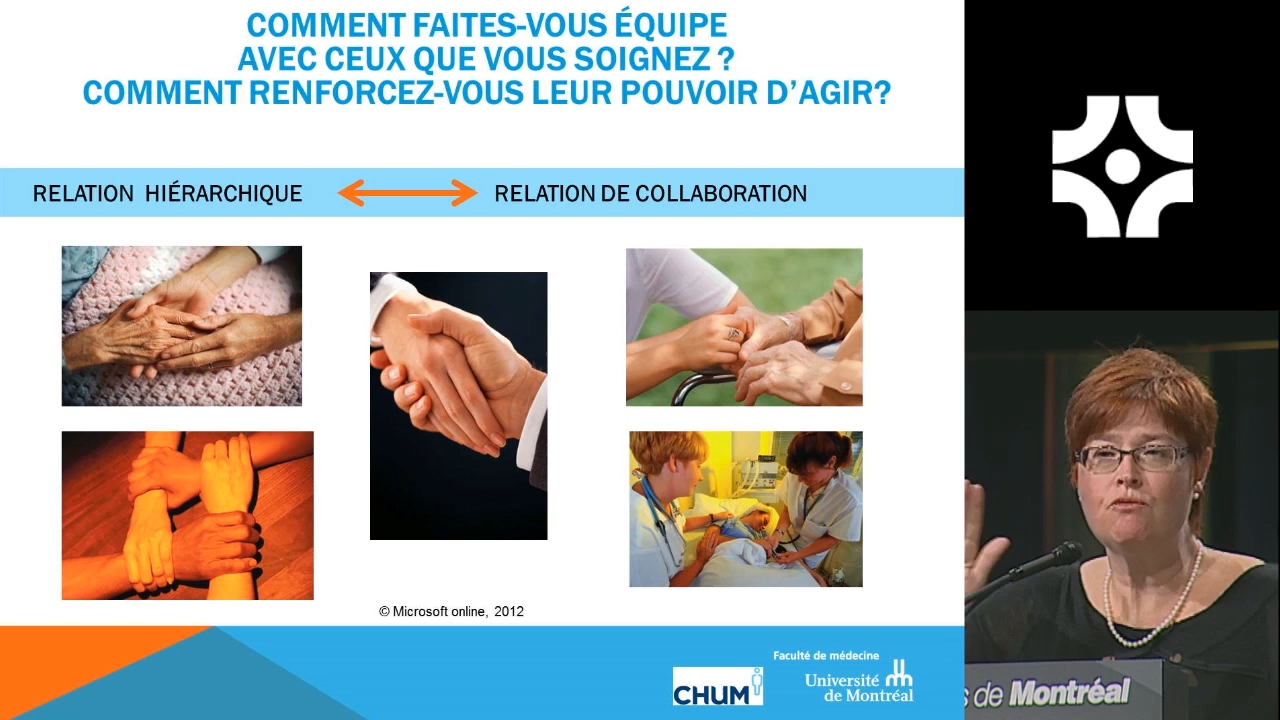 COMMENT FAITES-VOUS ÉQUIPE
AVEC CEUX QUE VOUS SOIGNEZ ?
COMMENT RENFORCEZ-VOUS LEUR POUVOIR D’AGIR?
RELATION HIÉRARCHIQUE
RELATION DE COLLABORATION
© Microsoft online, 2012
Faculté de médecine
CHUM
Université
de Montréal
s de Montréal